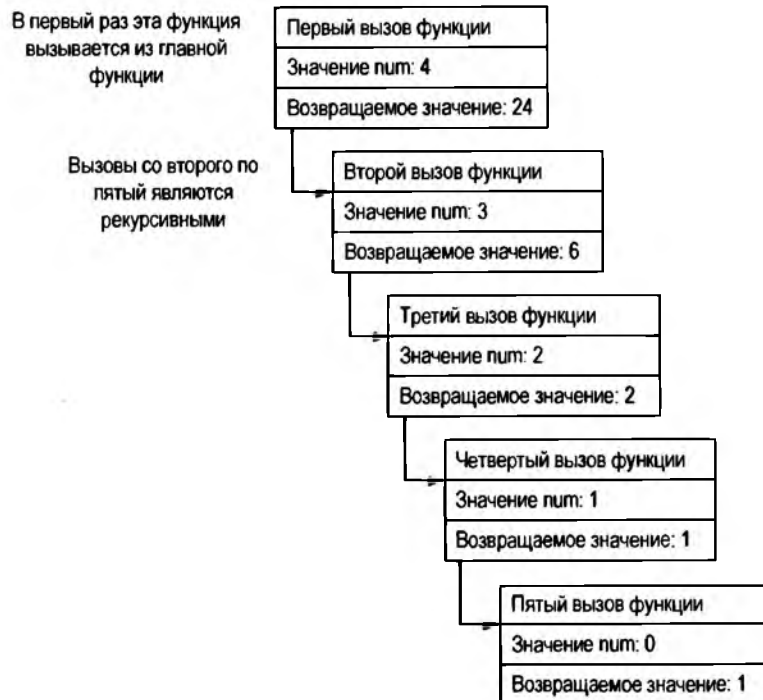 В первый раз эта функция
вызывается из главной
функции
Первый вызов функции
Значение num: 4
Возвращаемое значение: 24
Вызовы со второго по
пятый являются
рекурсивными
Второй вызов функции
Значение num: 3
Возвращаемое значение: 6
Третий вызов функции
Значение num: 2
Возвращаемое значение: 2
Четвертый вызов функции
Значение num: 1
Возвращаемое значение: 1
Пятый вызов функции
Значение num: 0
Возвращаемое значение: 1